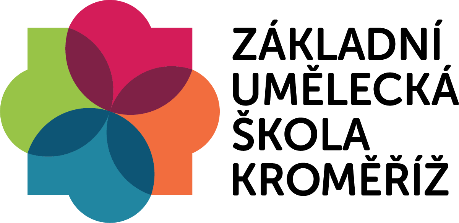 ZÁKLADNÍ
UMĚLECKÁ
ŠKOLA
KROMĚŘÍŽ